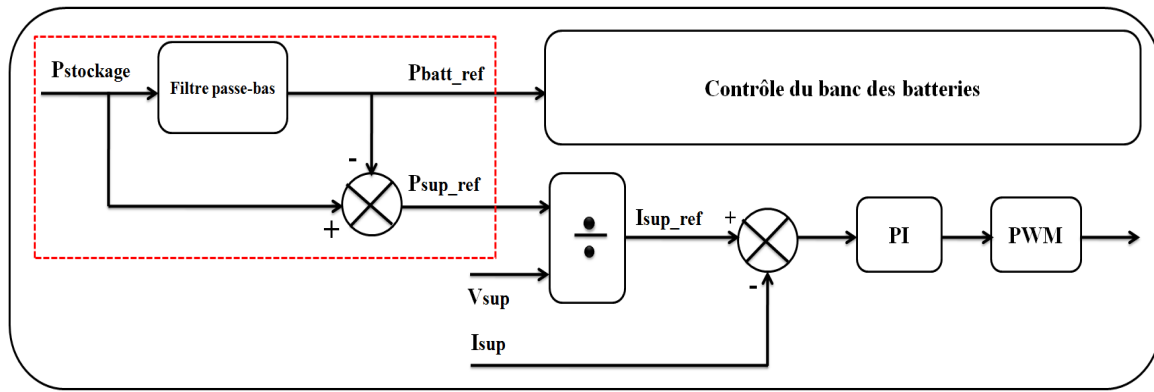 Pstockage
Filtre passe-bas
Pbatt_ref
Contrôle du banc des batteries
-
+
Psup_ref
÷
Vsup
Isup_ref
+
-
PI
PWM
Isup